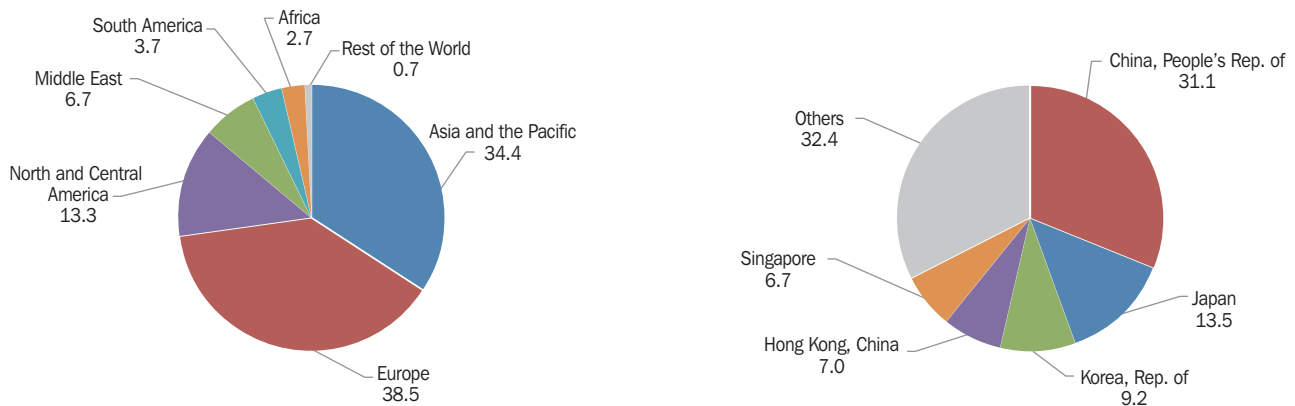 South America
3.7
Africa
2.7
Rest of the World
0.7
Middle East
6.7
Asia and the Pacific
34.4
North and Central
America
13.3
Europe
38.5
China, People's Rep. of
31.1
Others
32.4
Singapore
6.7
Japan
13.5
Hong Kong, China
7.0
Korea, Rep. of
9.2